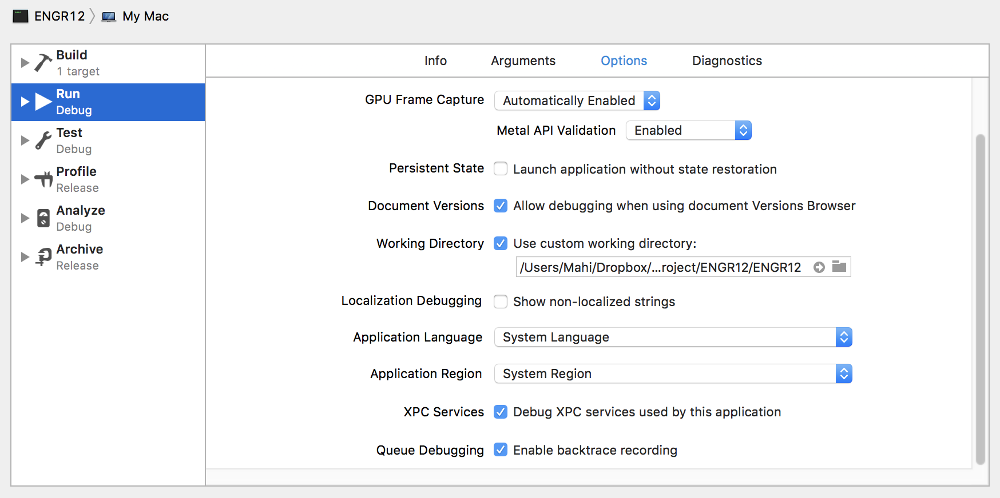 ENGR12 My Mac
Build
1 target
Run
Debug
Test
Debug
Profile
Release
Analyze
Debug
Archive
Release
Info Arguments Options Diagnostics
GPU Frame Capture Automatically Enabled
Metal API Validation Enabled
Persistent State Launch application without state restoration
Document Versions Allow debugging when using document Versions Browser
Working Directory Use custom working directory:
/Users/Mahi/Dropbox/...roject/ENGR12/ENGR12
Localization Debugging Show non-localized strings
Application Language System Language
Application Region System Region
XPC Services Debug XPC services used by this application
Queue Debugging Enable backtrace recording